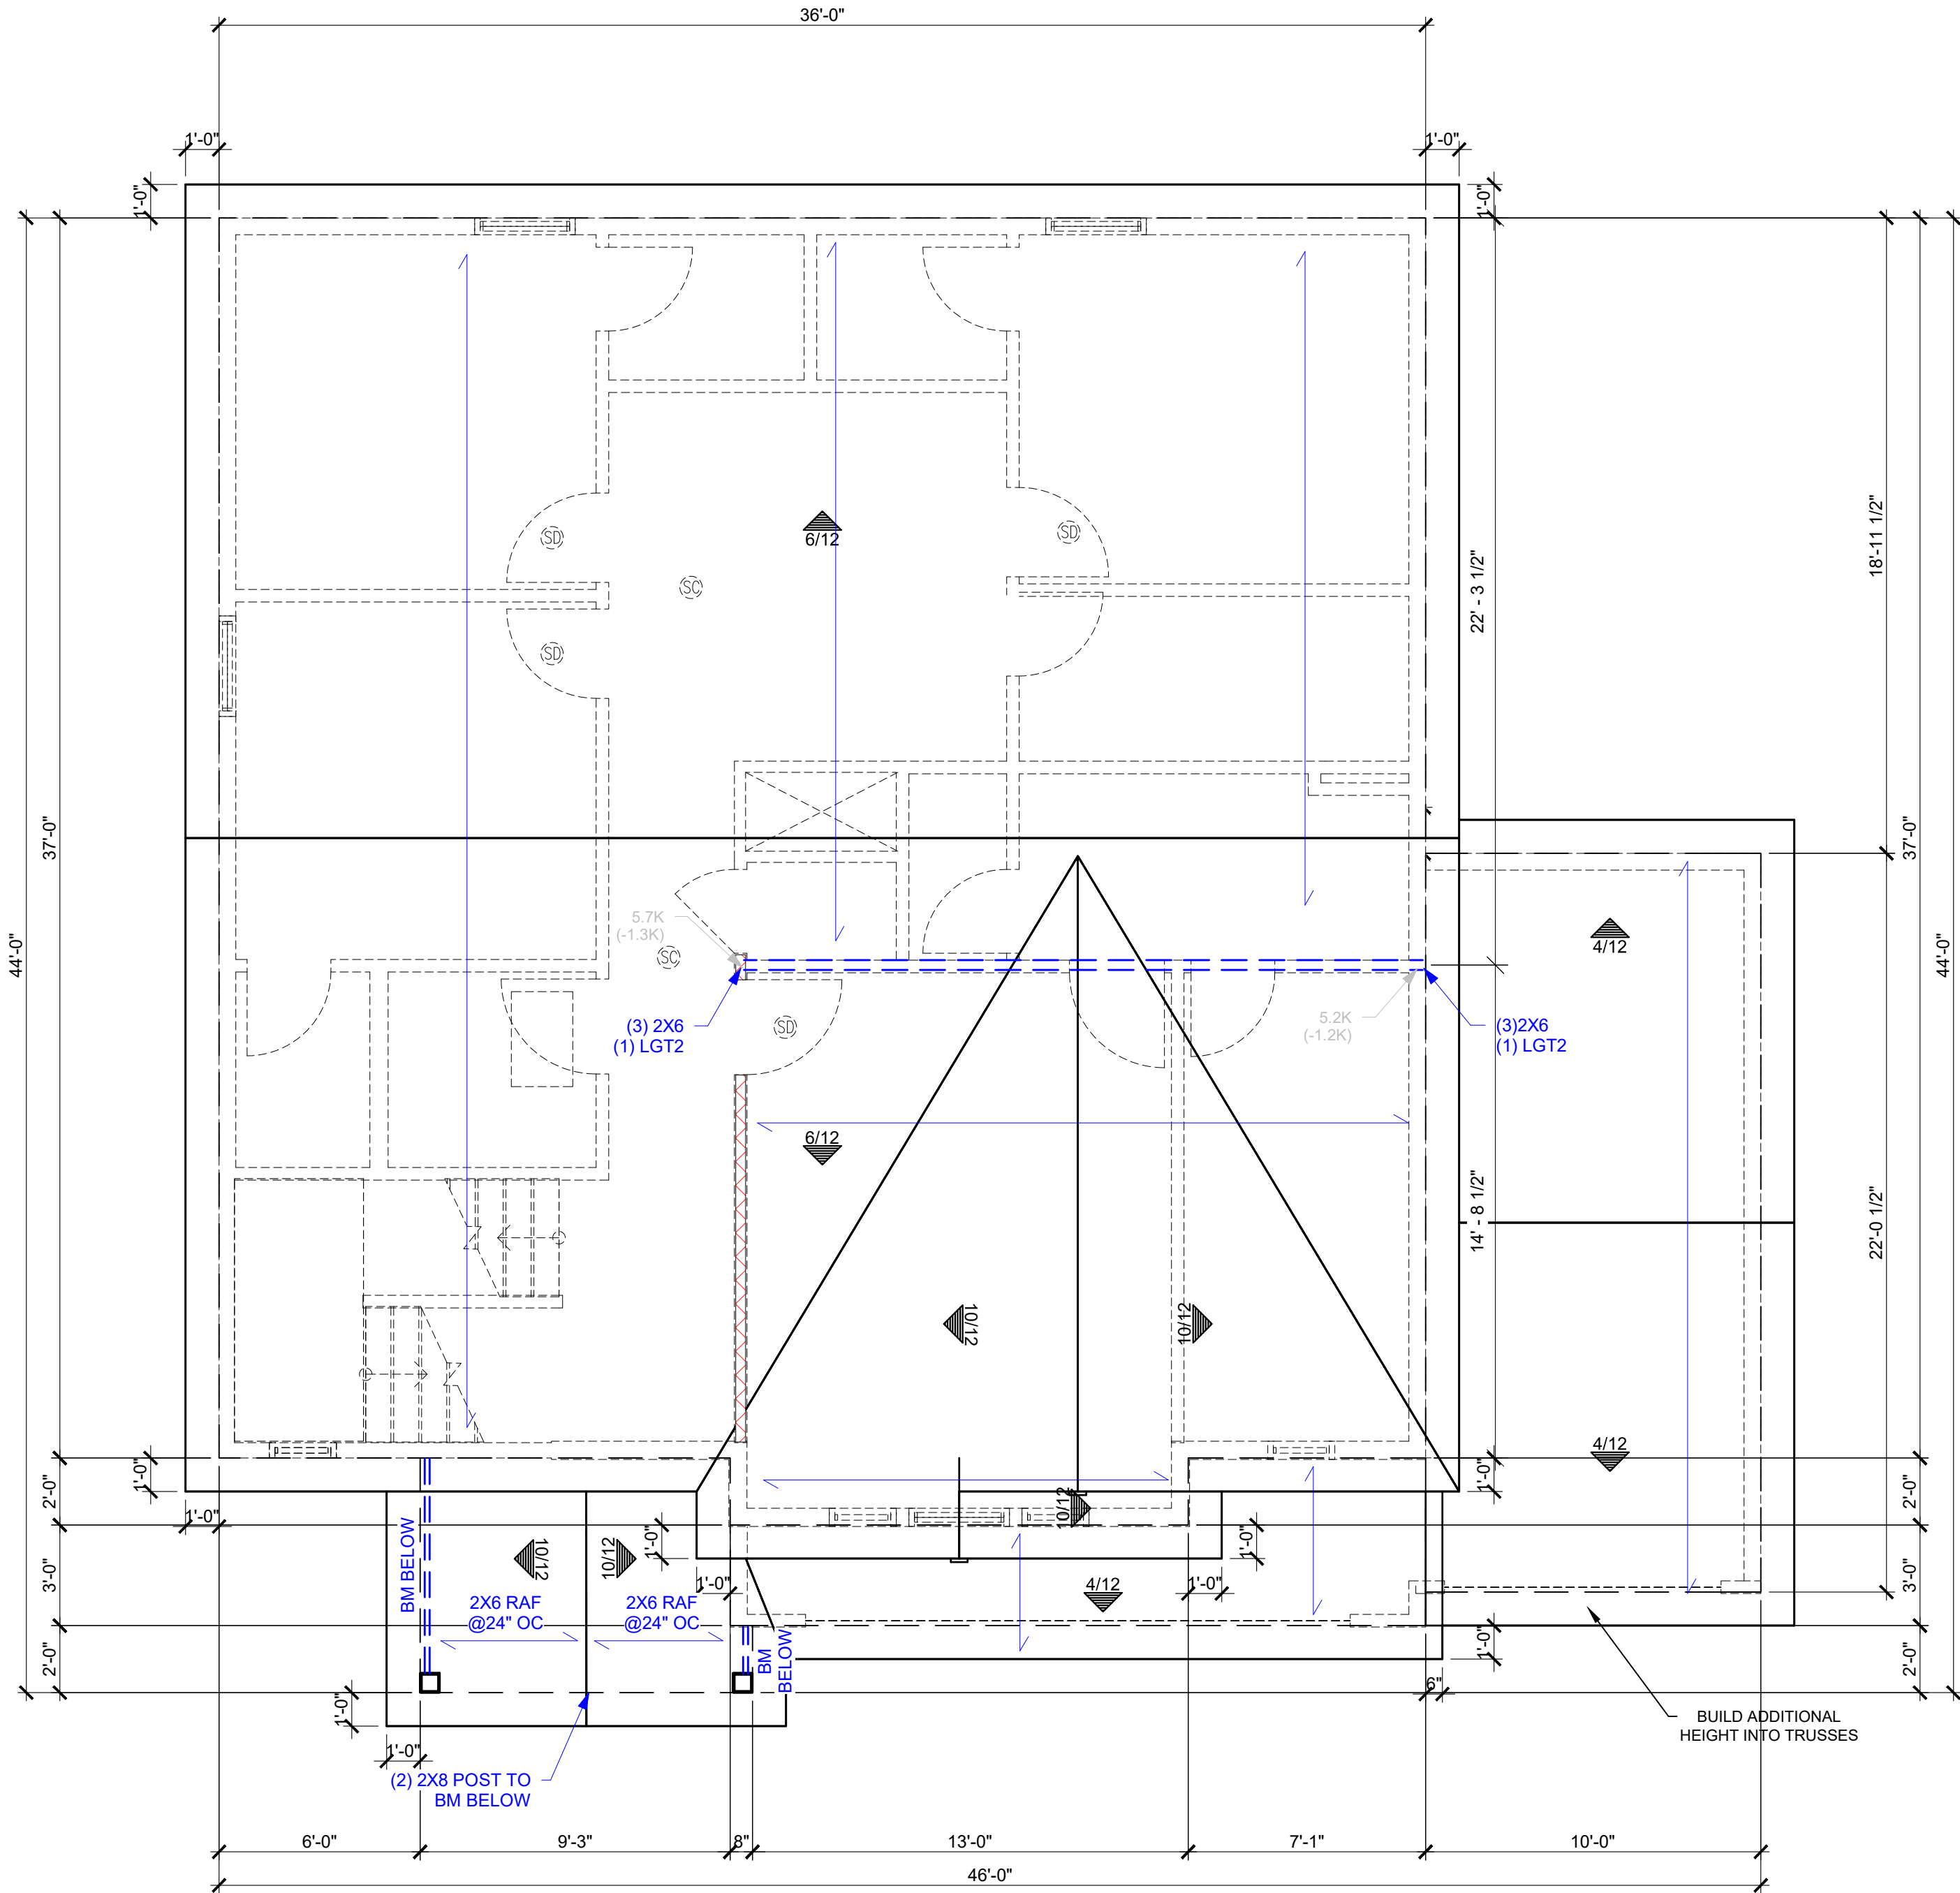 36'-0"
1'-0"
1'-0"
1'-0"
1'-0"
SD
SD
6/12
SC
SD
22' - 3 1/2"
18'-11 1/2"
37'-0"
37'-0"
44'-0"
44'-0"
5.7K
(-1.3K)
SC
4/12
(3) 2X6
(1) LGT2
SD
5.2K
(-1.2K)
(3)2X6
(1) LGT2
6/12
14' - 8 1/2"
22'-0 1/2"
10/12
10/12
4/12
1'-0"
1'-0"
2'-0"
2'-0"
1'-0"
10/12
BM BELOW
10/12
10/12
1'-0"
1'-0"
3'-0"
3'-0"
1'-0"
1'-0"
4/12
2X6 RAF
@24" OC
2X6 RAF
@24" OC
BM
BELOW
1'-0"
2'-0"
2'-0"
6"
1'-0"
BUILD ADDITIONAL
HEIGHT INTO TRUSSES
1'-0"
(2) 2X8 POST TO
BM BELOW
6'-0"
9'-3"
8"
13'-0"
7'-1"
10'-0"
46'-0"